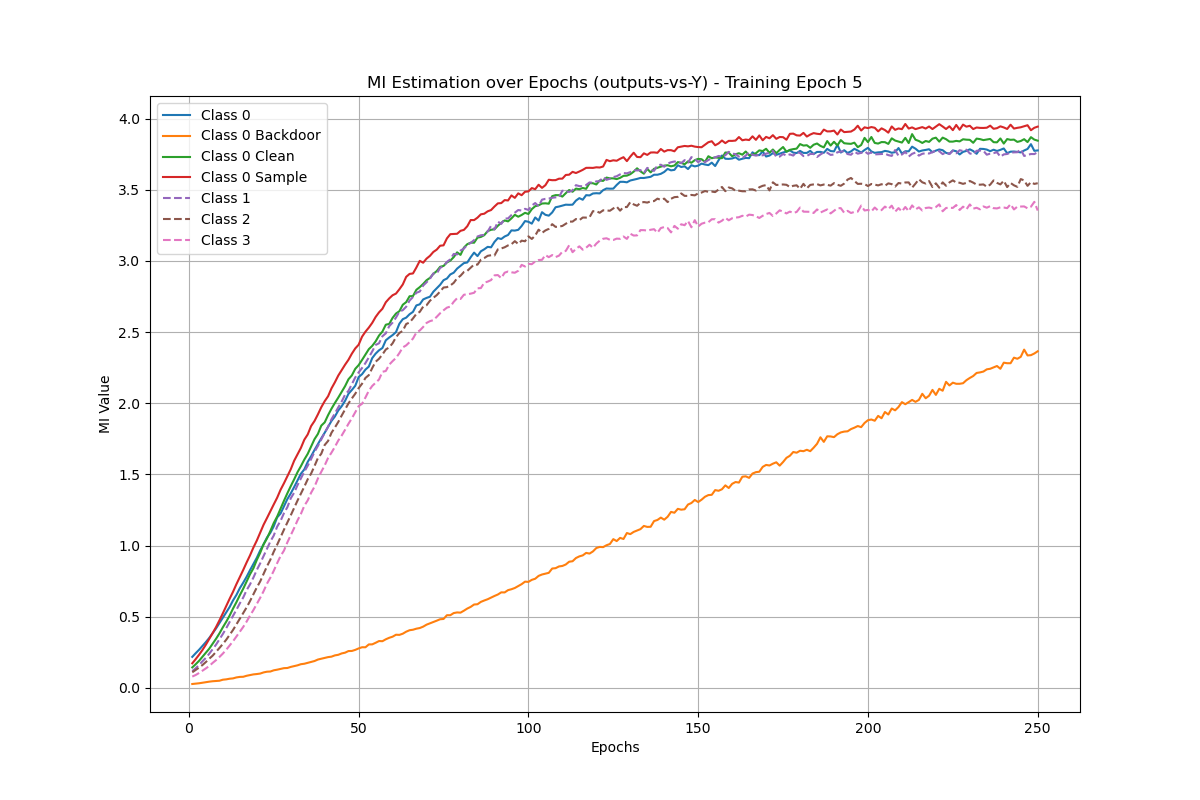 MI Estimation over Epochs (outputs-vs-Y) - Training Epoch 5
Class 0
Class 0 Backdoor
Class 0 Clean
Class 0 Sample
Class 1
Class 2
Class 3
4.0
3.5
3.0
2.5
2.0
1.5
1.0
0.5
0.0
MI Value
0 50 100 150 200 250
Epochs